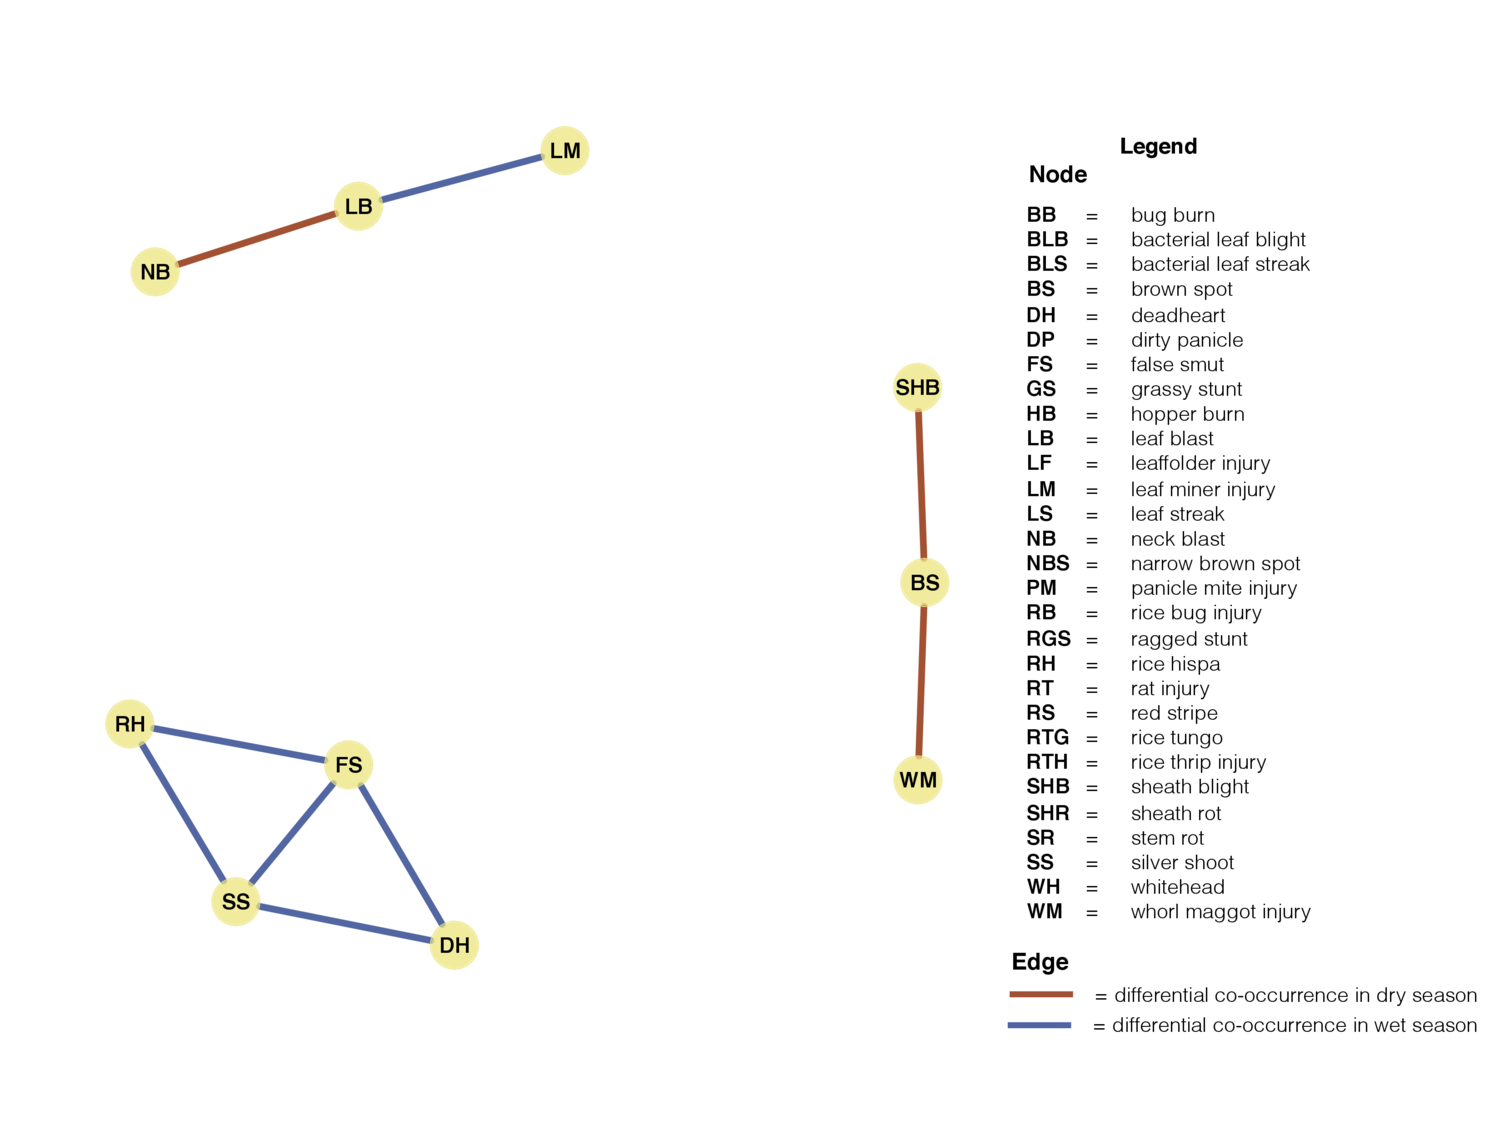 LM
LB
NB
SHB
BS
WM
RH
FS
SS
DH
Legend
Node
BB = bug burn
BLB = bacterial leaf blight
BLS = bacterial leaf streak
BS = brown spot
DH = deadheart
DP = dirty panicle
FS = false smut
GS = grassy stunt
HB = hopper burn
LB = leaf blast
LF = leaffolder injury
LM = leaf miner injury
LS = leaf streak
NB = neck blast
NBS = narrow brown spot
PM = panicle mite injury
RB = rice bug injury
RGS = ragged stunt
RH = rice hispa
RT = rat injury
RS = red stripe
RTG = rice tungo
RTH = rice thrip injury
SHB = sheath blight
SHR = sheath rot
SR = stem rot
SS = silver shoot
WH = whitehead
WM = whorl maggot injury
Edge
= differential co-occurrence in dry season
= differential co-occurrence in wet season